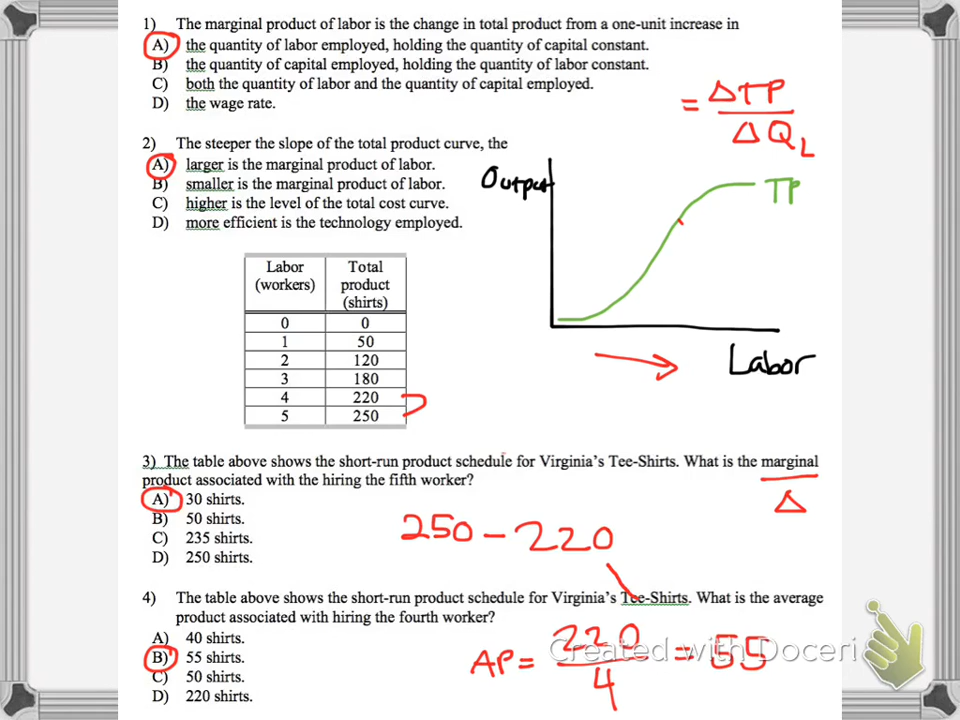 1) The marginal product of labor is the change in total product from a one-unit increase in
A) the quantity of labor employed, holding the quantity of capital constant.
B) the quantity of capital employed, holding the quantity of labor constant.
C) both the quantity of labor and the quantity of capital employed.
D) the wage rate.
= ΔTP
ΔQL
2) The steeper the slope of the total product curve, the
A) larger is the marginal product of labor.
B) smaller is the marginal product of labor.
C) higher is the level of the total cost curve.
D) more efficient is the technology employed.
Output
TP
Labor
Labor (workers) Total product (shirts)
0 0
1 50
2 120
3 180
4 220
5 250
3) The table above shows the short-run product schedule for Virginia's Tee-Shirts. What is the marginal
product associated with the hiring the fifth worker?
A) 30 shirts.
B) 50 shirts.
C) 235 shirts.
D) 250 shirts.
Δ
250 - 220
4) The table above shows the short-run product schedule for Virginia's Tee-Shirts. What is the average
product associated with hiring the fourth worker?
A) 40 shirts.
B) 55 shirts.
C) 50 shirts.
D) 220 shirts.
AP = 220
4
= 55
Created with Doceri